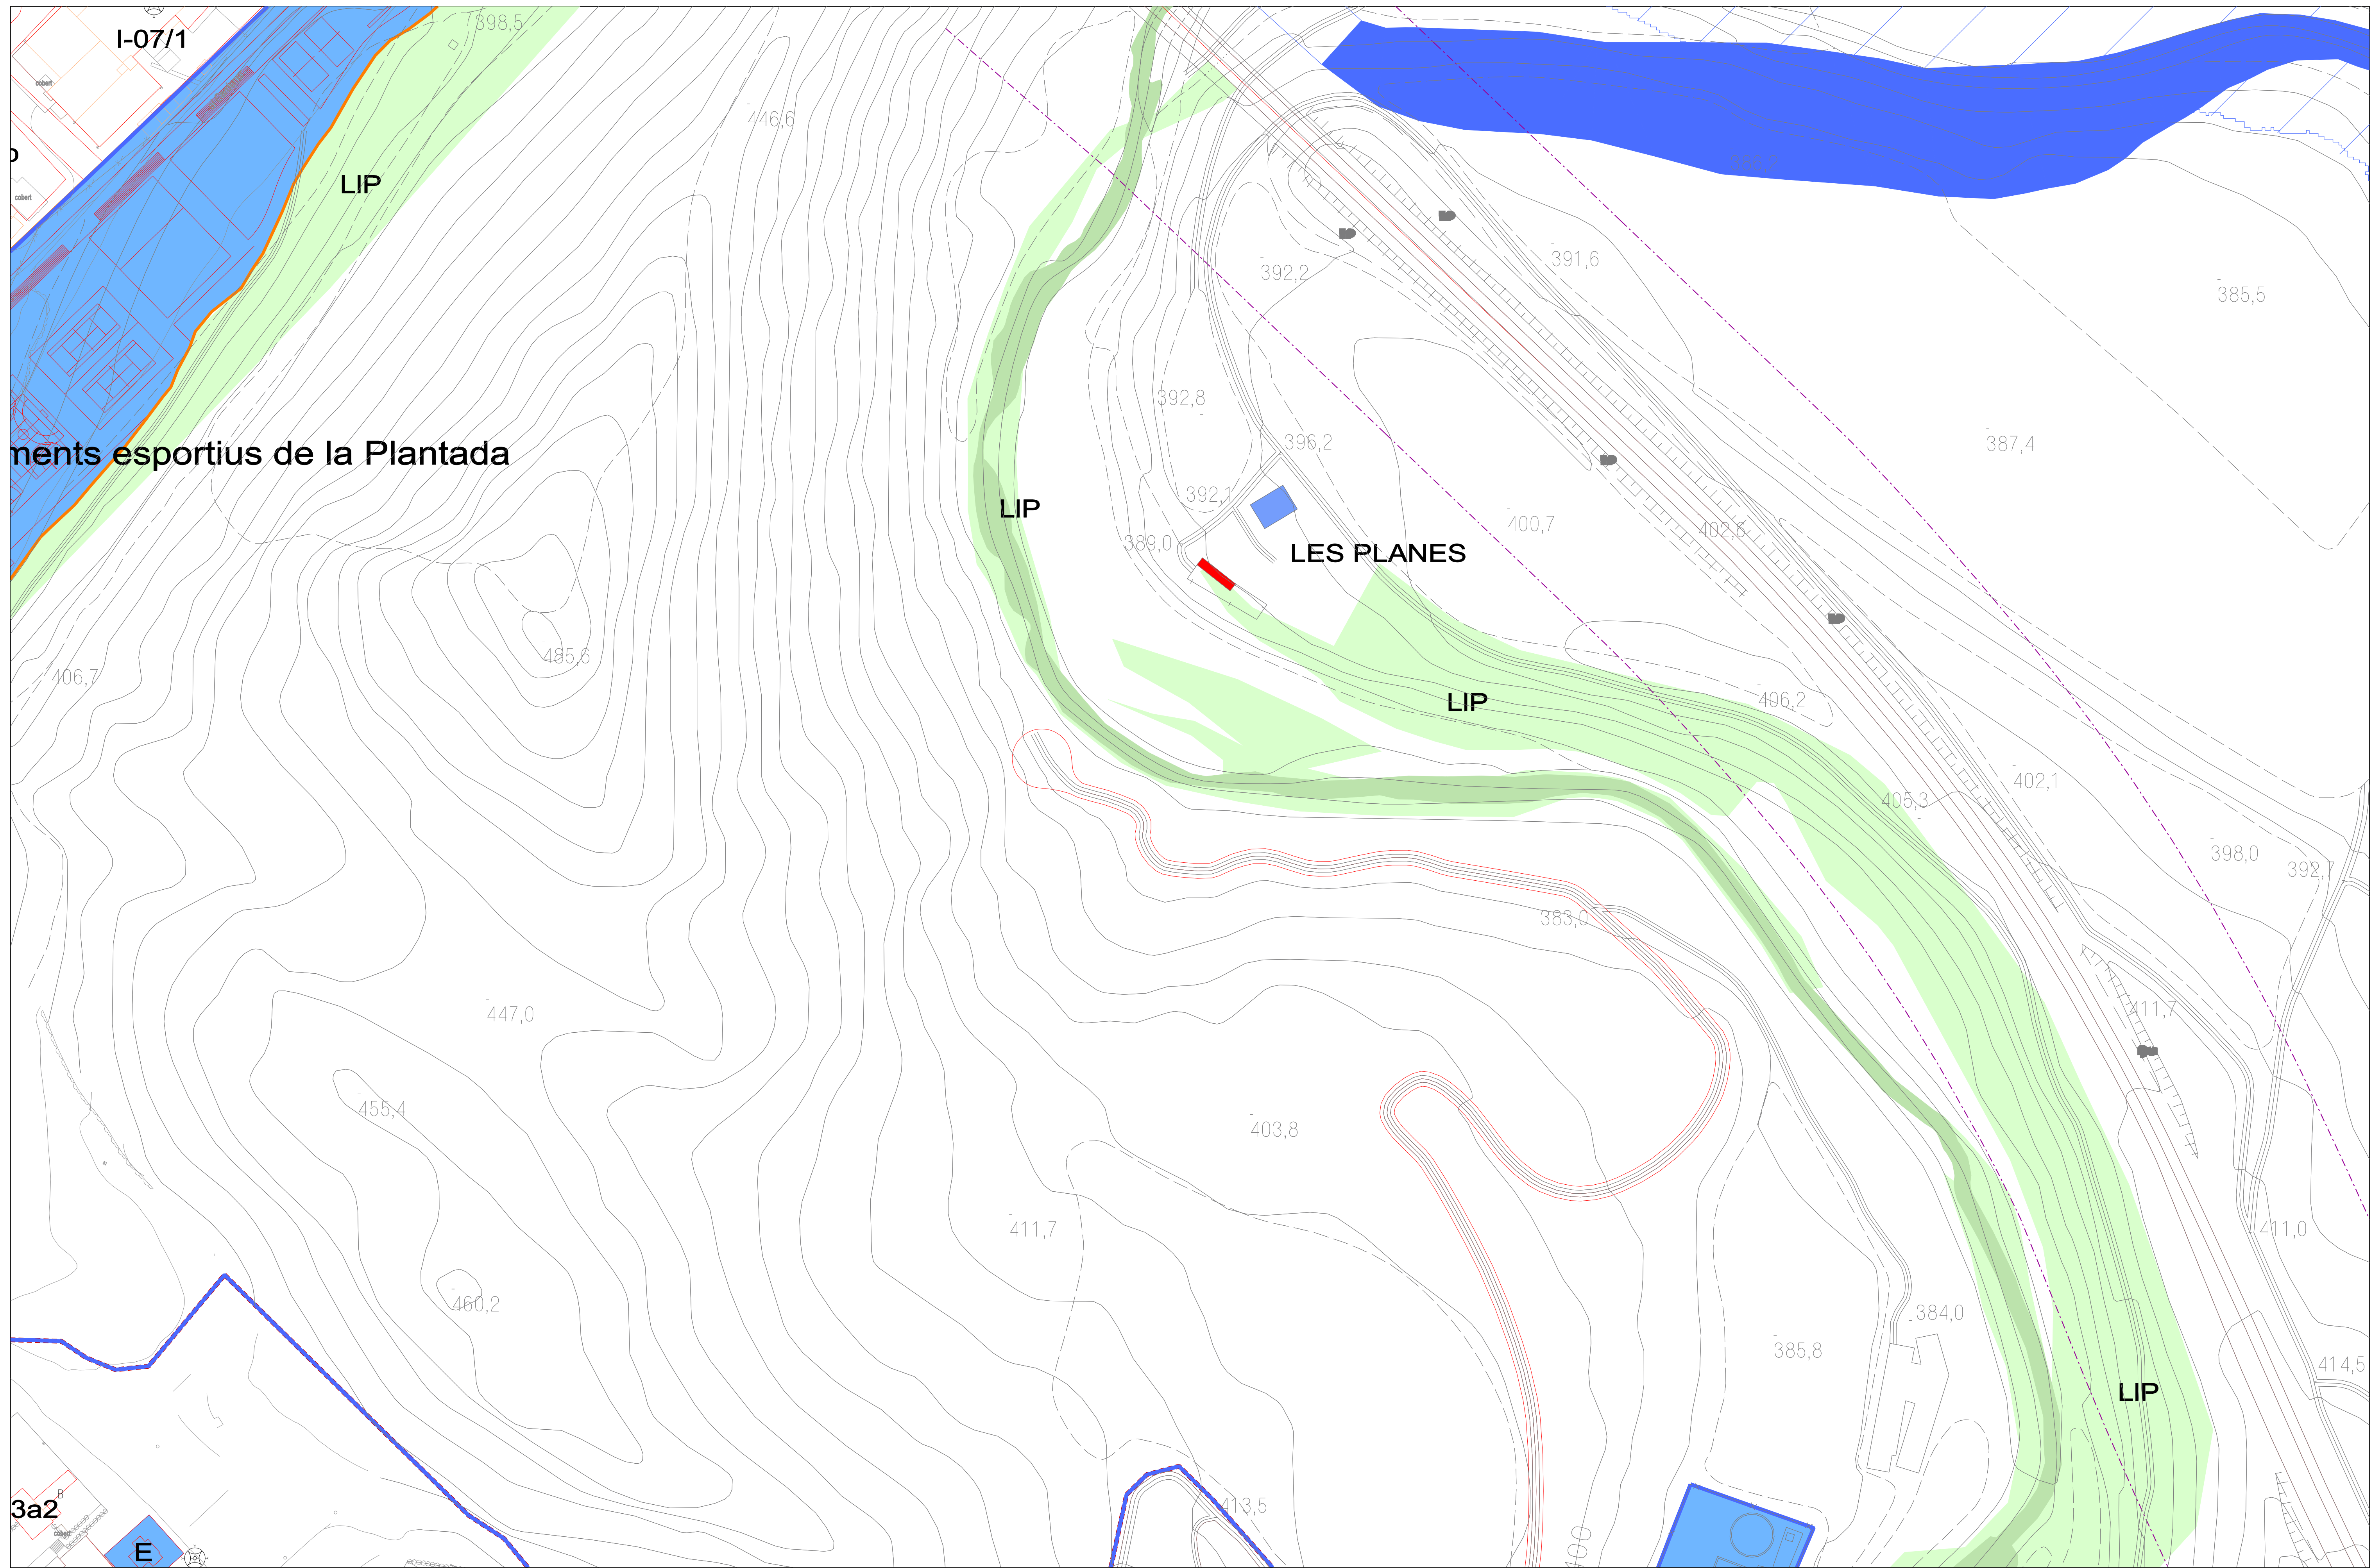 398,5
I-07/1
cobert
446,6
LIP
cobert
391,6
392,2
385,5
392,8
396,2
387,4
ments esportius de la Plantada
392,1
LIP
400,7
402,6
389,0
LES PLANES
485,6
406,7
LIP
406,2
402,1
405,3
398,0
392,7
383,0
447,0
411,7
455,4
403,8
411,7
411,0
460,2
384,0
385,8
414,5
LIP
3a2
B
413,5
cobert
E
400